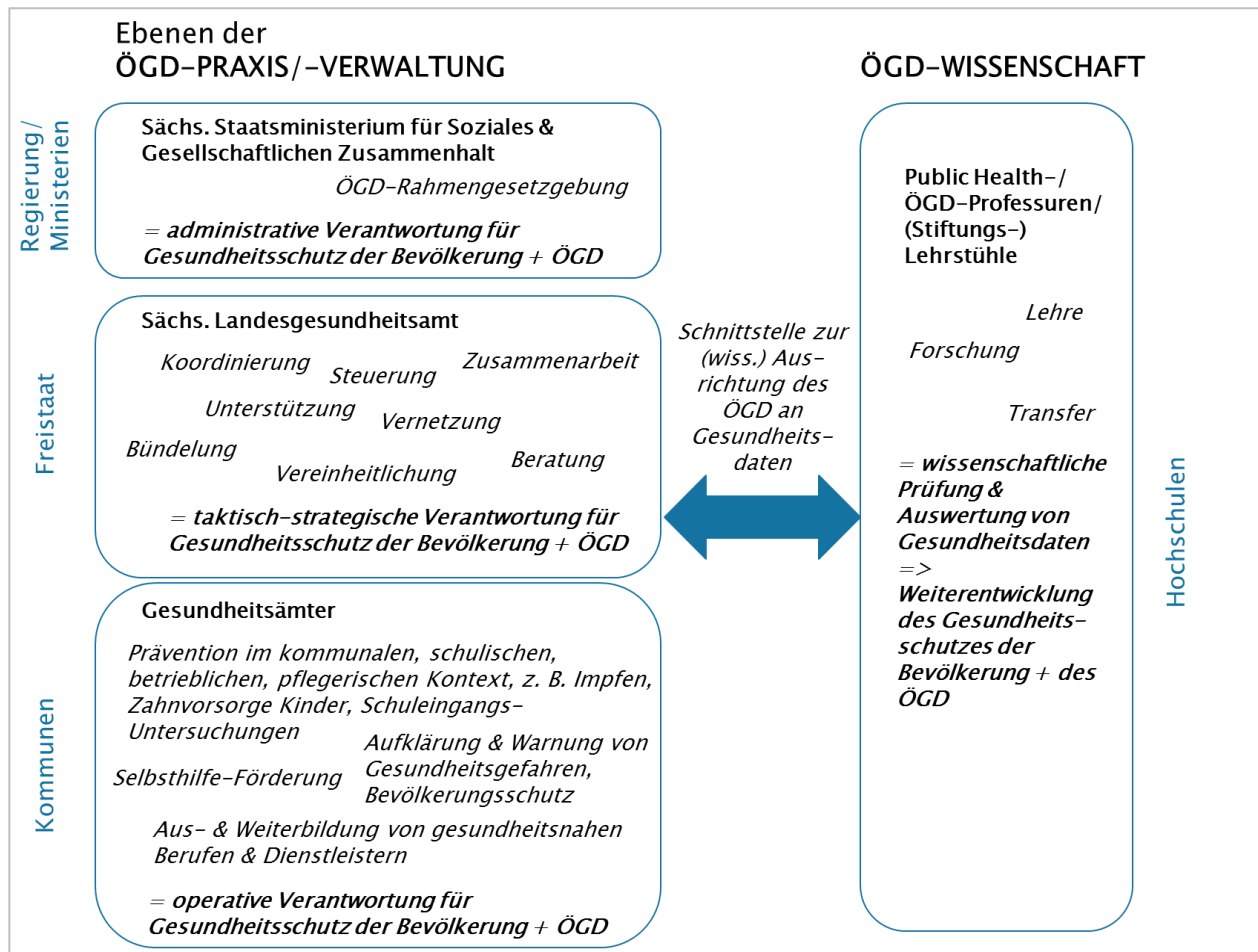 Ebenen der
ÖGD-PRAXIS/-VERWALTUNG
Regierung/
Ministerien
Sächs. Staatsministerium für Soziales &
Gesellschaftlichen Zusammenhalt
ÖGD-Rahmengesetzgebung
= administrative Verantwortung für
Gesundheitsschutz der Bevölkerung + ÖGD
Freistaat
Sächs. Landesgesundheitsamt
Koordinierung
Steuerung
Zusammenarbeit
Unterstützung
Vernetzung
Bündelung
Vereinheitlichung
Beratung
= taktisch-strategische Verantwortung für
Gesundheitsschutz der Bevölkerung + ÖGD
Kommunen
Gesundheitsämter
Prävention im kommunalen, schulischen,
betrieblichen, pflegerischen Kontext, z. B. Impfen,
Zahnvorsorge Kinder, Schuleingangs-
Untersuchungen
Selbsthilfe-Förderung
Aufklärung & Warnung von
Gesundheitsgefahren,
Bevölkerungsschutz
Aus- & Weiterbildung von gesundheitsnahen
Berufen & Dienstleistern
= operative Verantwortung für
Gesundheitsschutz der Bevölkerung + ÖGD
Schnittstelle zur
(wiss.) Aus-
richtung des
ÖGD an
Gesundheits-
daten
ÖGD-WISSENSCHAFT
Public Health-/
ÖGD-Professuren/
(Stiftungs-)
Lehrstühle
Lehre
Forschung
Transfer
= wissenschaftliche
Prüfung &
Auswertung von
Gesundheitsdaten
=>
Weiterentwicklung
des Gesundheits-
schutzes der
Bevölkerung + des
ÖGD
Hochschulen